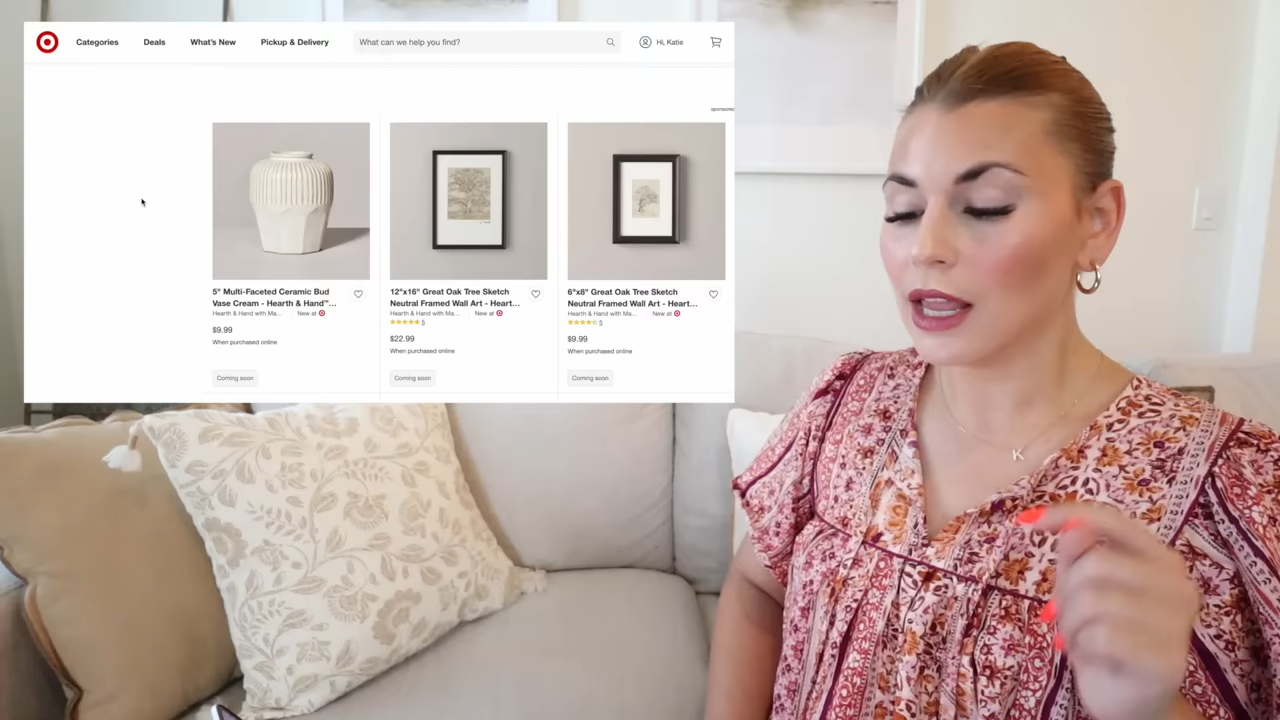 Categories Deals What's New Pickup & Delivery What can we help you find? Hi, Katie
sponsored
5" Multi-Faceted Ceramic Bud
Vase Cream - Hearth & Hand™...
Hearth & Hand with Ma... New at
$9.99
When purchased online
Coming soon
12"x16" Great Oak Tree Sketch
Neutral Framed Wall Art - Heart...
Hearth & Hand with Ma... New at
5
$22.99
When purchased online
Coming soon
6"x8" Great Oak Tree Sketch
Neutral Framed Wall Art - Heart...
Hearth & Hand with Ma... New at
5
$9.99
When purchased online
Coming soon
K